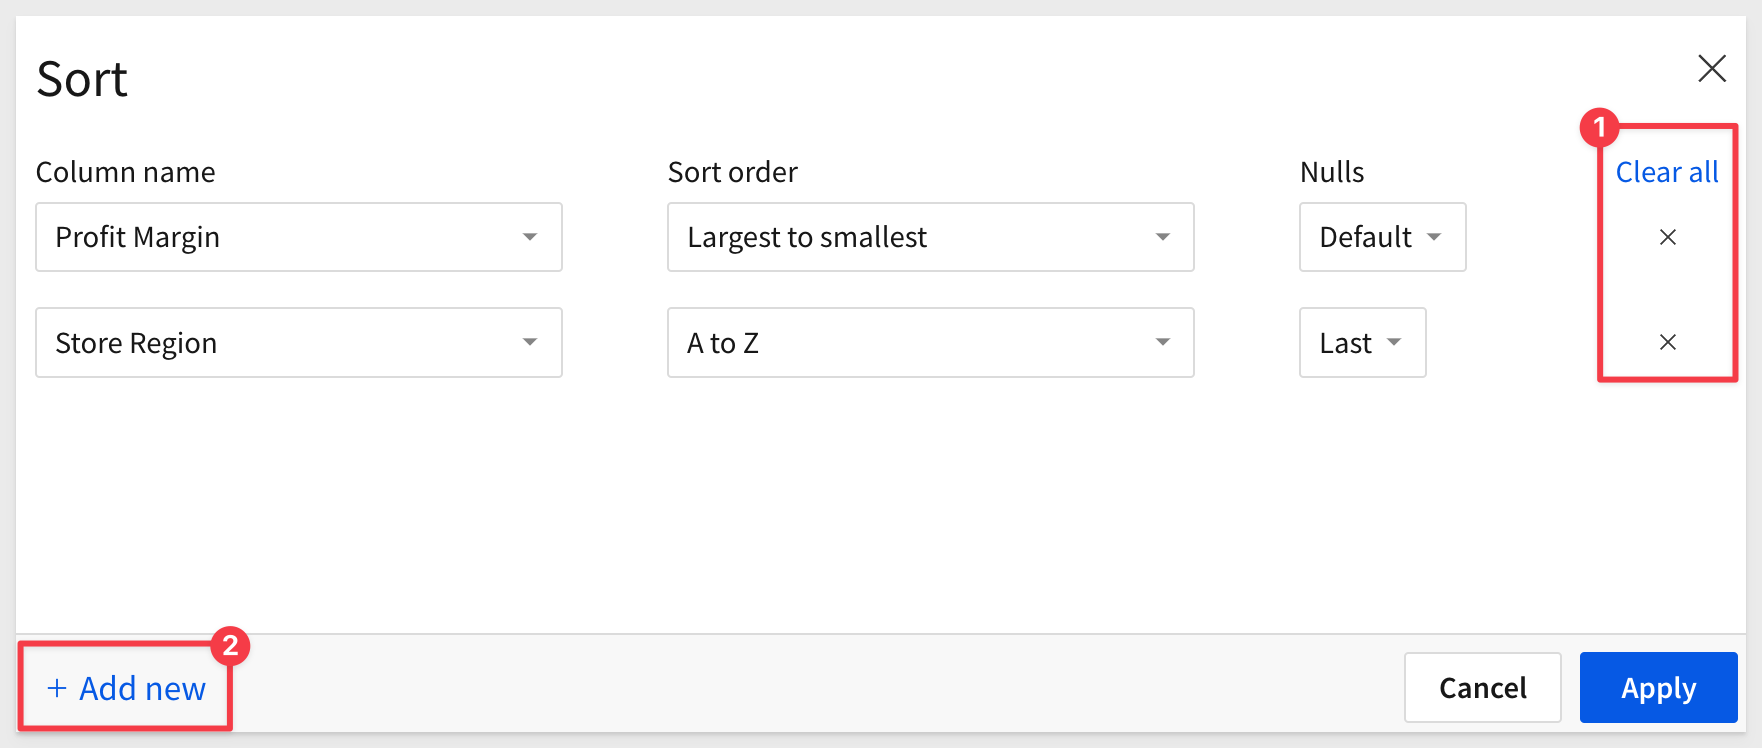 Sort
1
Column name Sort order Nulls Clear all
Profit Margin Largest to smallest Default
Store Region A to Z Last
2
+ Add new Cancel Apply